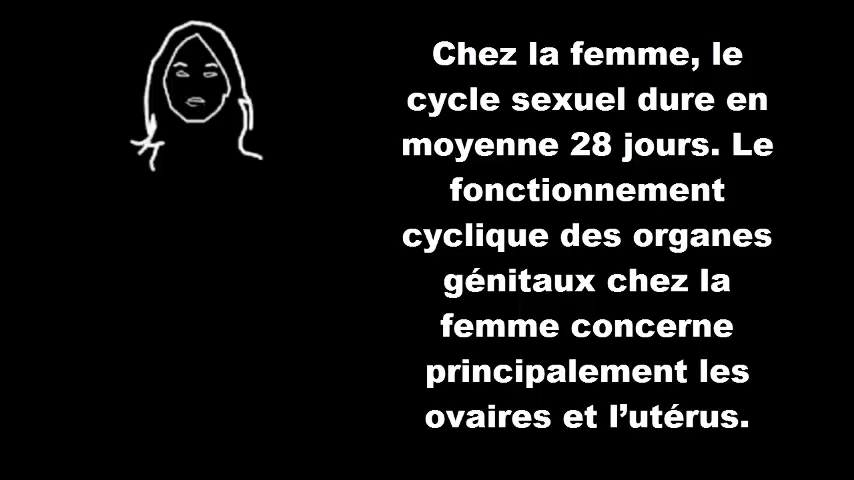 Chez la femme, le
cycle sexuel dure en
moyenne 28 jours. Le
fonctionnement
cyclique des organes
génitaux chez la
femme concerne
principalement les
ovaires et l’utérus.